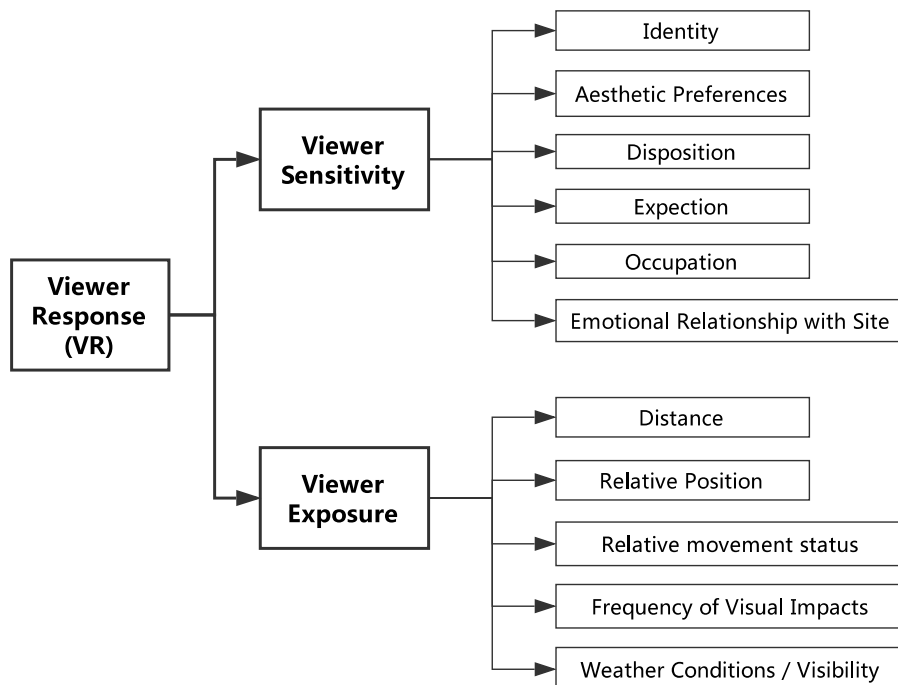 Viewer
Response
(VR)
Viewer
Sensitivity
Identity
Aesthetic Preferences
Disposition
Expection
Occupation
Emotional Relationship with Site
Viewer
Exposure
Distance
Relative Position
Relative movement status
Frequency of Visual Impacts
Weather Conditions / Visibility